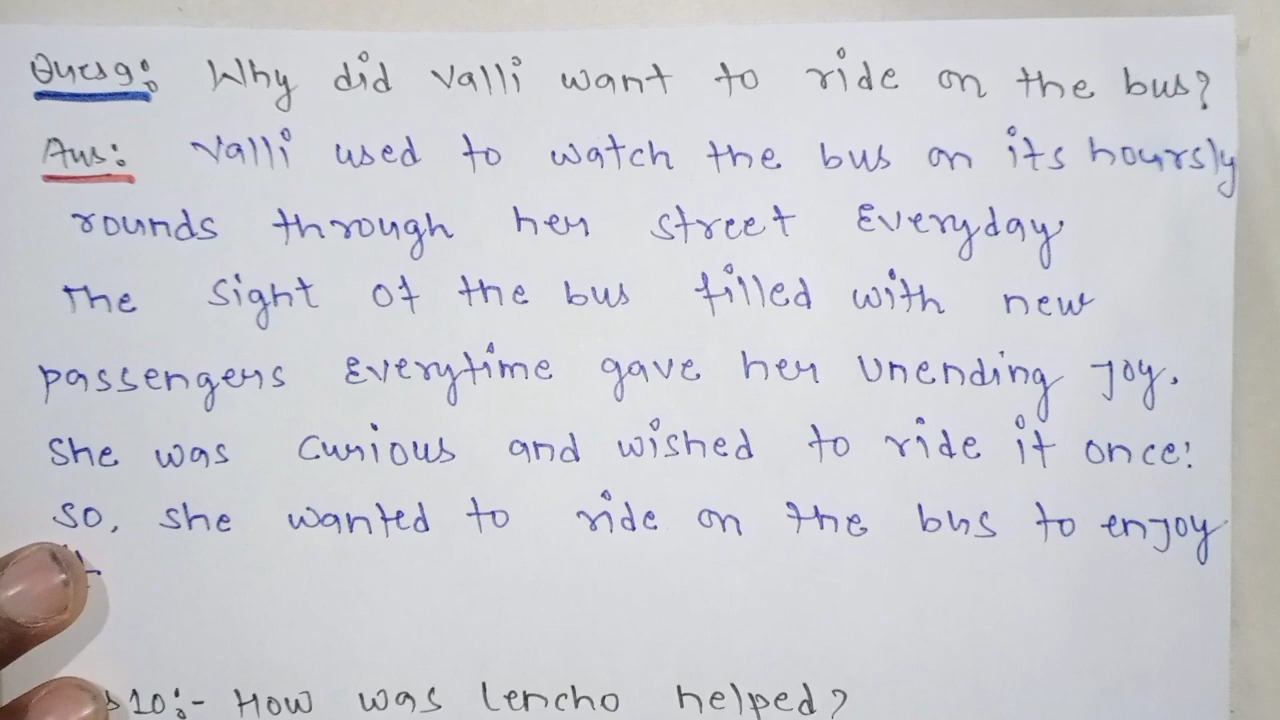 Ques9: Why did Valli want to ride on the bus?
Ans: Valli used to watch the bus on its hoursly
rounds through her street Everyday.
The Sight of the bus filled with new
passengers Everytime gave her Unending Joy.
She was Curious and wished to ride it once.
So, she wanted to ride on the bus to enjoy
10:- How was Lencho helped?